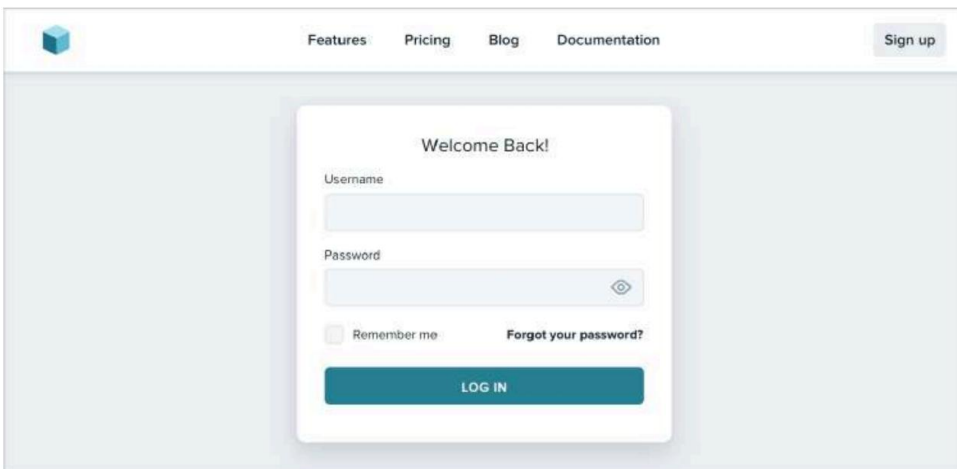 Features Pricing Blog Documentation Sign up
Welcome Back!
Username
Password
Remember me Forgot your password?
LOG IN